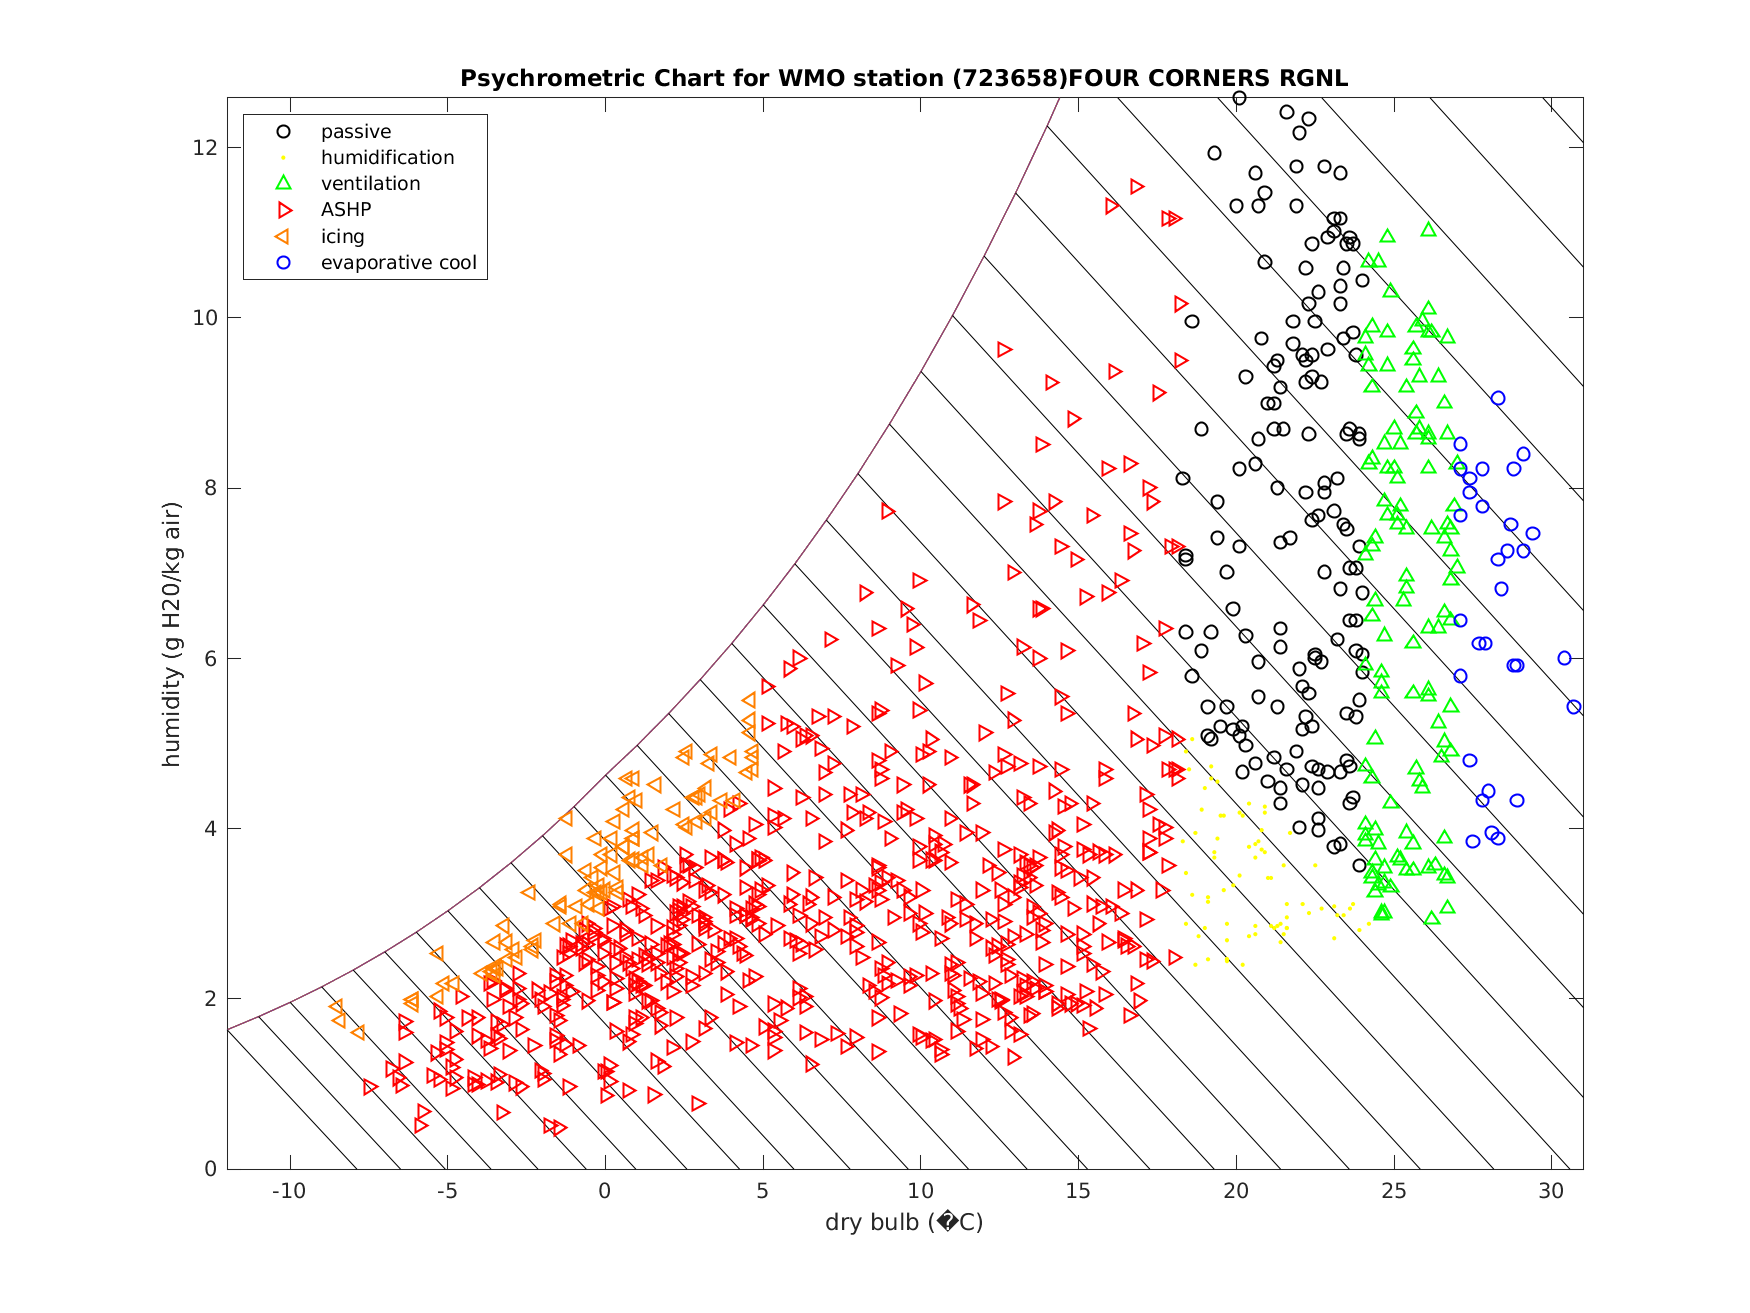 Psychrometric Chart for WMO station (723658)FOUR CORNERS RGNL
passive
humidification
ventilation
ASHP
icing
evaporative cool
12
10
8
6
4
2
0
humidity (g H20/kg air)
-10 -5 0 5 10 15 20 25 30
dry bulb (�C)